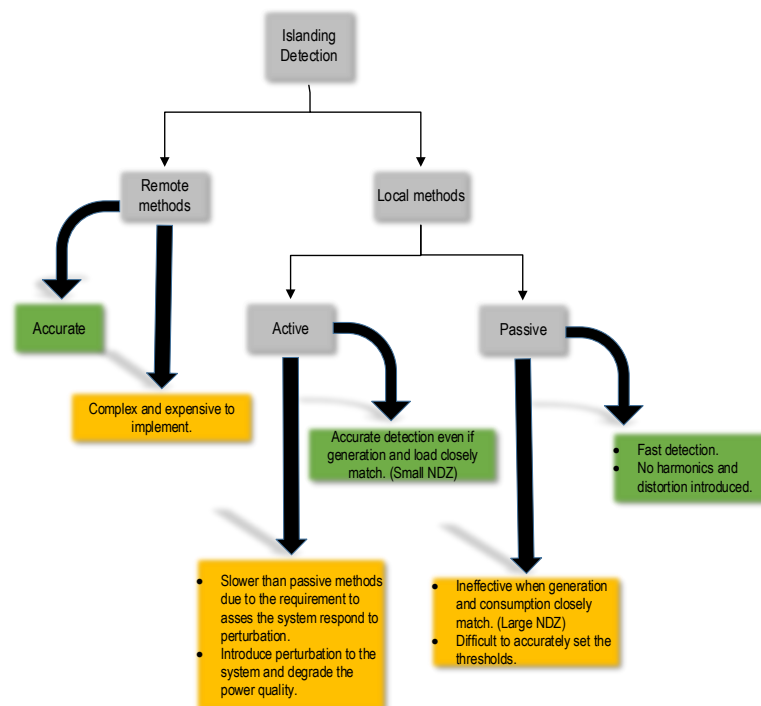 Islanding
Detection
Remote
methods
Local methods
Accurate
Active
Passive
Complex and expensive to
implement.
Accurate detection even if
generation and load closely
match. (Small NDZ)
• Fast detection.
• No harmonics and
distortion introduced.
• Slower than passive methods
due to the requirement to
asses the system respond to
perturbation.
• Introduce perturbation to the
system and degrade the
power quality.
• Ineffective when generation
and consumption closely
match. (Large NDZ)
• Difficult to accurately set the
thresholds.